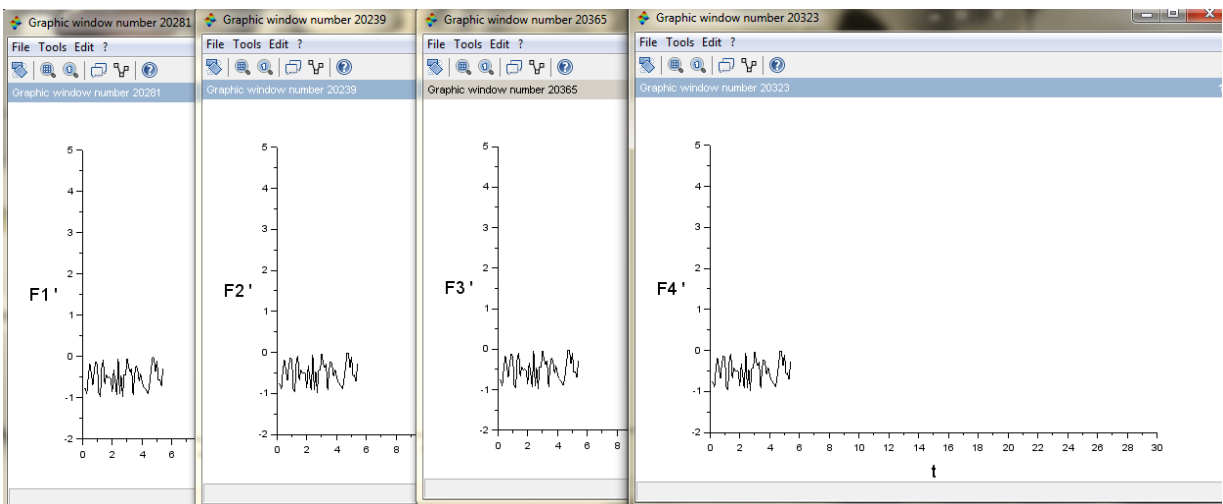 Graphic window number 20281
File Tools Edit ?
Graphic window number 20281
5
4
3
2
F1 '
1
0
-1
-2
0 2 4 6
Graphic window number 20239
File Tools Edit ?
Graphic window number 20239
5
4
3
2
F2 '
1
0
-1
-2
0 2 4 6 8
Graphic window number 20365
File Tools Edit ?
Graphic window number 20365
5
4
3
2
F3 '
1
0
-1
-2
0 2 4 6 8
Graphic window number 20323
File Tools Edit ?
Graphic window number 20323
5
4
3
2
F4 '
1
0
-1
-2
0 2 4 6 8 10 12 14 16 18 20 22 24 26 28 30
t